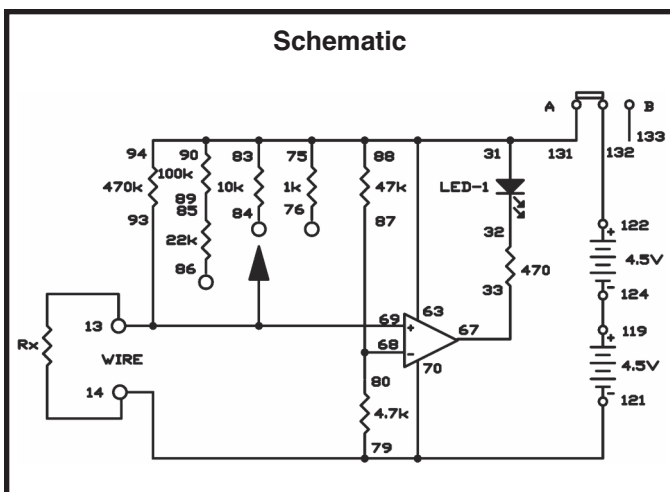 Schematic
A B
133
94 90 83 75 88 31 131 132
100k
470k 10k 1k 47k LED-1
89
93 85 84 76 87
122
22k 32 + 4.5V
86 470 -
33 124
69 63 119
13 + 67 +
Rx WIRE 68 - 4.5V
70 -
14 80 121
4.7k
79